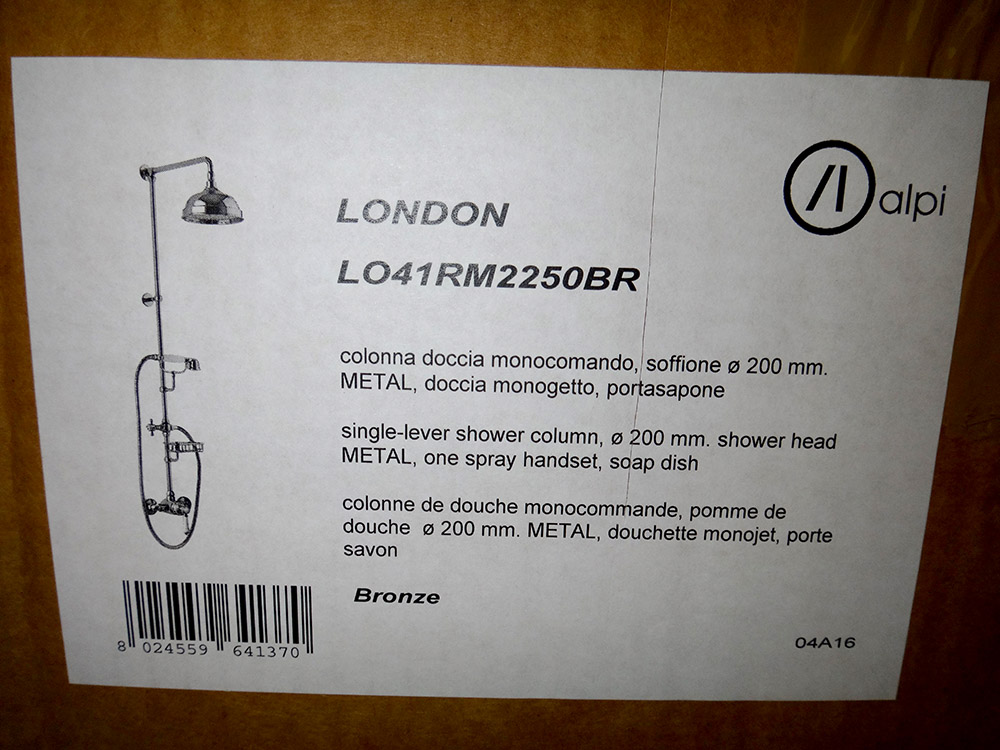 alpi
LONDON
LO41RM2250BR
colonna doccia monocomando, soffione ø 200 mm.
METAL, doccia monogetto, portasapone
single-lever shower column, ø 200 mm. shower head
METAL, one spray handset, soap dish
colonne de douche monocommande, pomme de
douche ø 200 mm. METAL, douchette monojet, porte
savon
Bronze
8 024559 641370
04A16